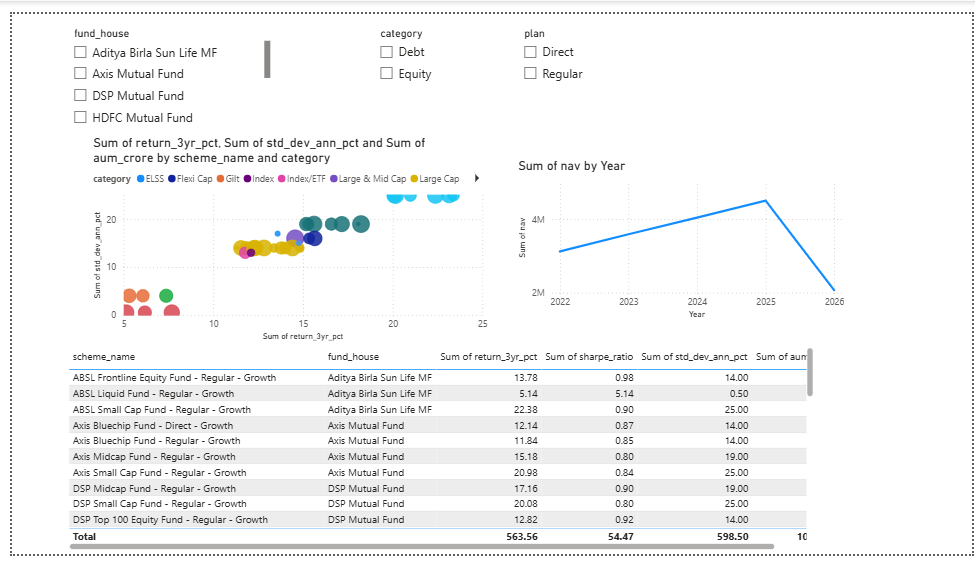 fund_house
Aditya Birla Sun Life MF
Axis Mutual Fund
DSP Mutual Fund
HDFC Mutual Fund
category
Debt
Equity
plan
Direct
Regular
Sum of return_3yr_pct, Sum of std_dev_ann_pct and Sum of
aum_crore by scheme_name and category
category ELSS Flexi Cap Gilt Index Index/ETF Large & Mid Cap Large Cap
Sum of std_dev_ann_pct
20
10
0
5 10 15 20 25
Sum of return_3yr_pct
Sum of nav by Year
Sum of nav
4M
2M
2022 2023 2024 2025 2026
Year
scheme_name fund_house Sum of return_3yr_pct Sum of sharpe_ratio Sum of std_dev_ann_pct Sum of aum
ABSL Frontline Equity Fund - Regular - Growth Aditya Birla Sun Life MF 13.78 0.98 14.00
ABSL Liquid Fund - Regular - Growth Aditya Birla Sun Life MF 5.14 5.14 0.50
ABSL Small Cap Fund - Regular - Growth Aditya Birla Sun Life MF 22.38 0.90 25.00
Axis Bluechip Fund - Direct - Growth Axis Mutual Fund 12.14 0.87 14.00
Axis Bluechip Fund - Regular - Growth Axis Mutual Fund 11.84 0.85 14.00
Axis Midcap Fund - Regular - Growth Axis Mutual Fund 15.18 0.80 19.00
Axis Small Cap Fund - Regular - Growth Axis Mutual Fund 20.98 0.84 25.00
DSP Midcap Fund - Regular - Growth DSP Mutual Fund 17.16 0.90 19.00
DSP Small Cap Fund - Regular - Growth DSP Mutual Fund 20.08 0.80 25.00
DSP Top 100 Equity Fund - Regular - Growth DSP Mutual Fund 12.82 0.92 14.00
Total 563.56 54.47 598.50 10